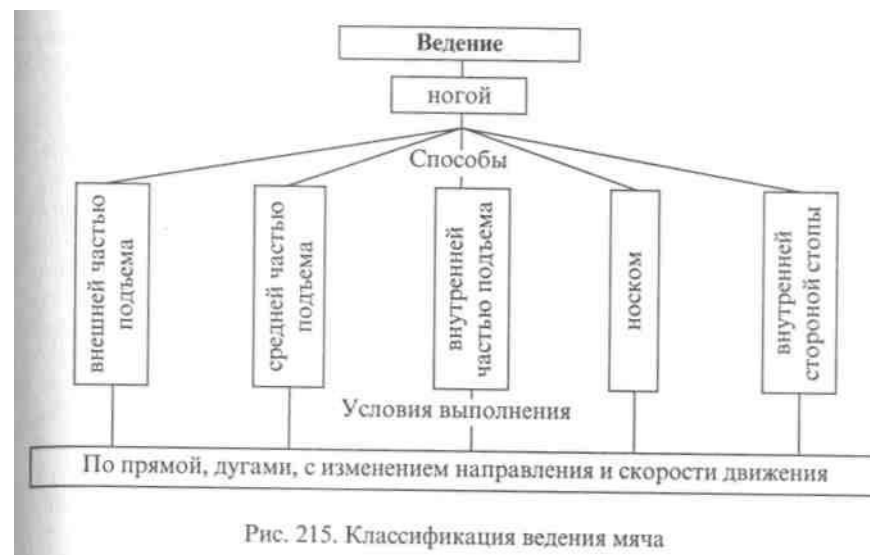 Ведение
ногой
Способы
внешней частью
подъема
средней частью
подъема
внутренней
частью подъема
носком
внутренней
стороной стопы
Условия выполнения
По прямой, дугами, с изменением направления и скорости движения
Рис. 215. Классификация ведения мяча